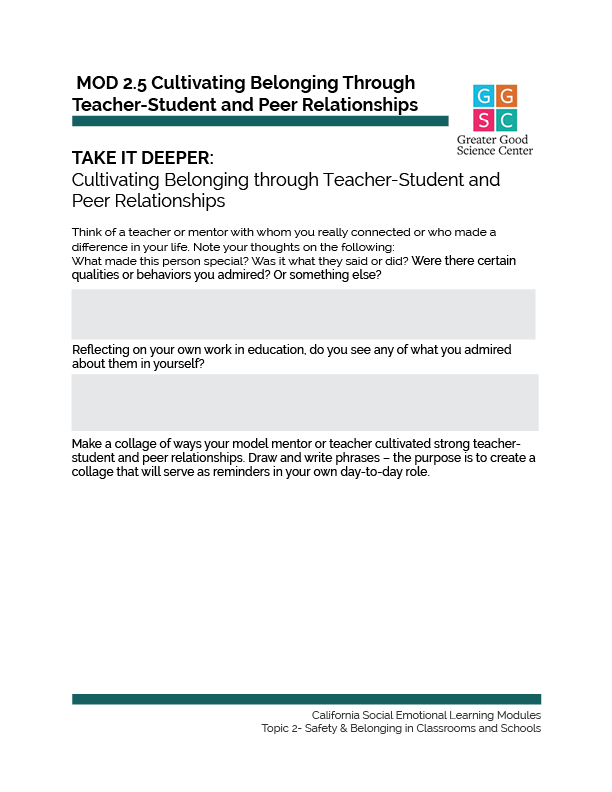 MOD 2.5 Cultivating Belonging Through
Teacher-Student and Peer Relationships
G G
S C
Greater Good
Science Center
TAKE IT DEEPER:
Cultivating Belonging through Teacher-Student and
Peer Relationships
Think of a teacher or mentor with whom you really connected or who made a
difference in your life. Note your thoughts on the following:
What made this person special? Was it what they said or did? Were there certain
qualities or behaviors you admired? Or something else?
Reflecting on your own work in education, do you see any of what you admired
about them in yourself?
Make a collage of ways your model mentor or teacher cultivated strong teacher-
student and peer relationships. Draw and write phrases – the purpose is to create a
collage that will serve as reminders in your own day-to-day role.
California Social Emotional Learning Modules
Topic 2- Safety & Belonging in Classrooms and Schools